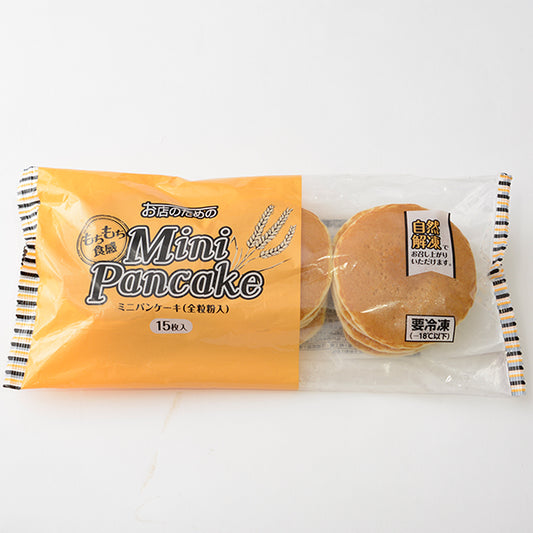 お店のための
もちもち
食感
Mini
Pancake
ミニパンケーキ(全粒粉入)
15枚入
自然
解凍で
お召し上がり
いただけます。
要冷凍
(-18℃以下)